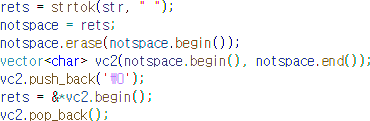 rets = strtok(str, " ");
notspace = rets;
notspace.erase(notspace.begin());
vector<char> vc2(notspace.begin(), notspace.end());
vc2.push_back('₩0');
rets = &*vc2.begin();
vc2.pop_back();